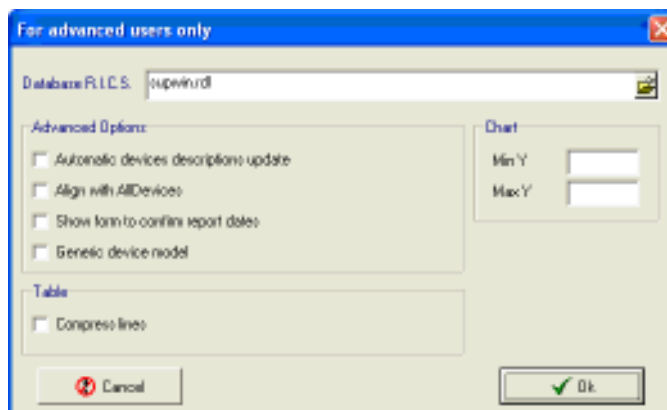 For advanced users only
Database R.I.C.S.
supwin.rdl
Advanced Options
Automatic devices descriptions update
Align with AllDevices
Show form to confirm report dates
Generic device model
Chart
Min Y
Max Y
Table
Compress lines
Cancel
Ok